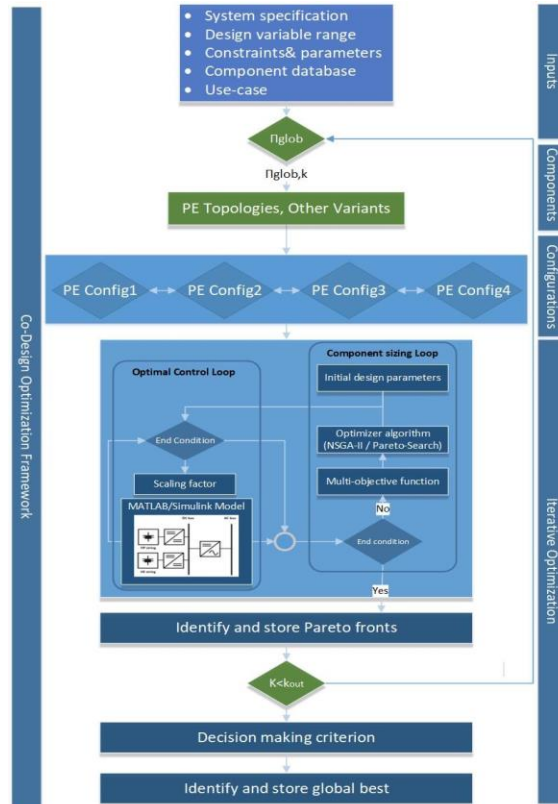 • System specification
• Design variable range
• Constraints& parameters
• Component database
• Use-case
Πglob
Πglob,k
PE Topologies, Other Variants
PE Config1
PE Config2
PE Config3
PE Config4
Optimal Control Loop
Component sizing Loop
Initial design parameters
End Condition
Optimizer algorithm
(NSGA-II / Pareto-Search)
Scaling factor
Multi-objective function
MATLAB/Simulink Model
No
End condition
Yes
Identify and store Pareto fronts
K<kout
Decision making criterion
Identify and store global best
Co-Design Optimization Framework
Inputs
Components
Configurations
Iterative Optimization